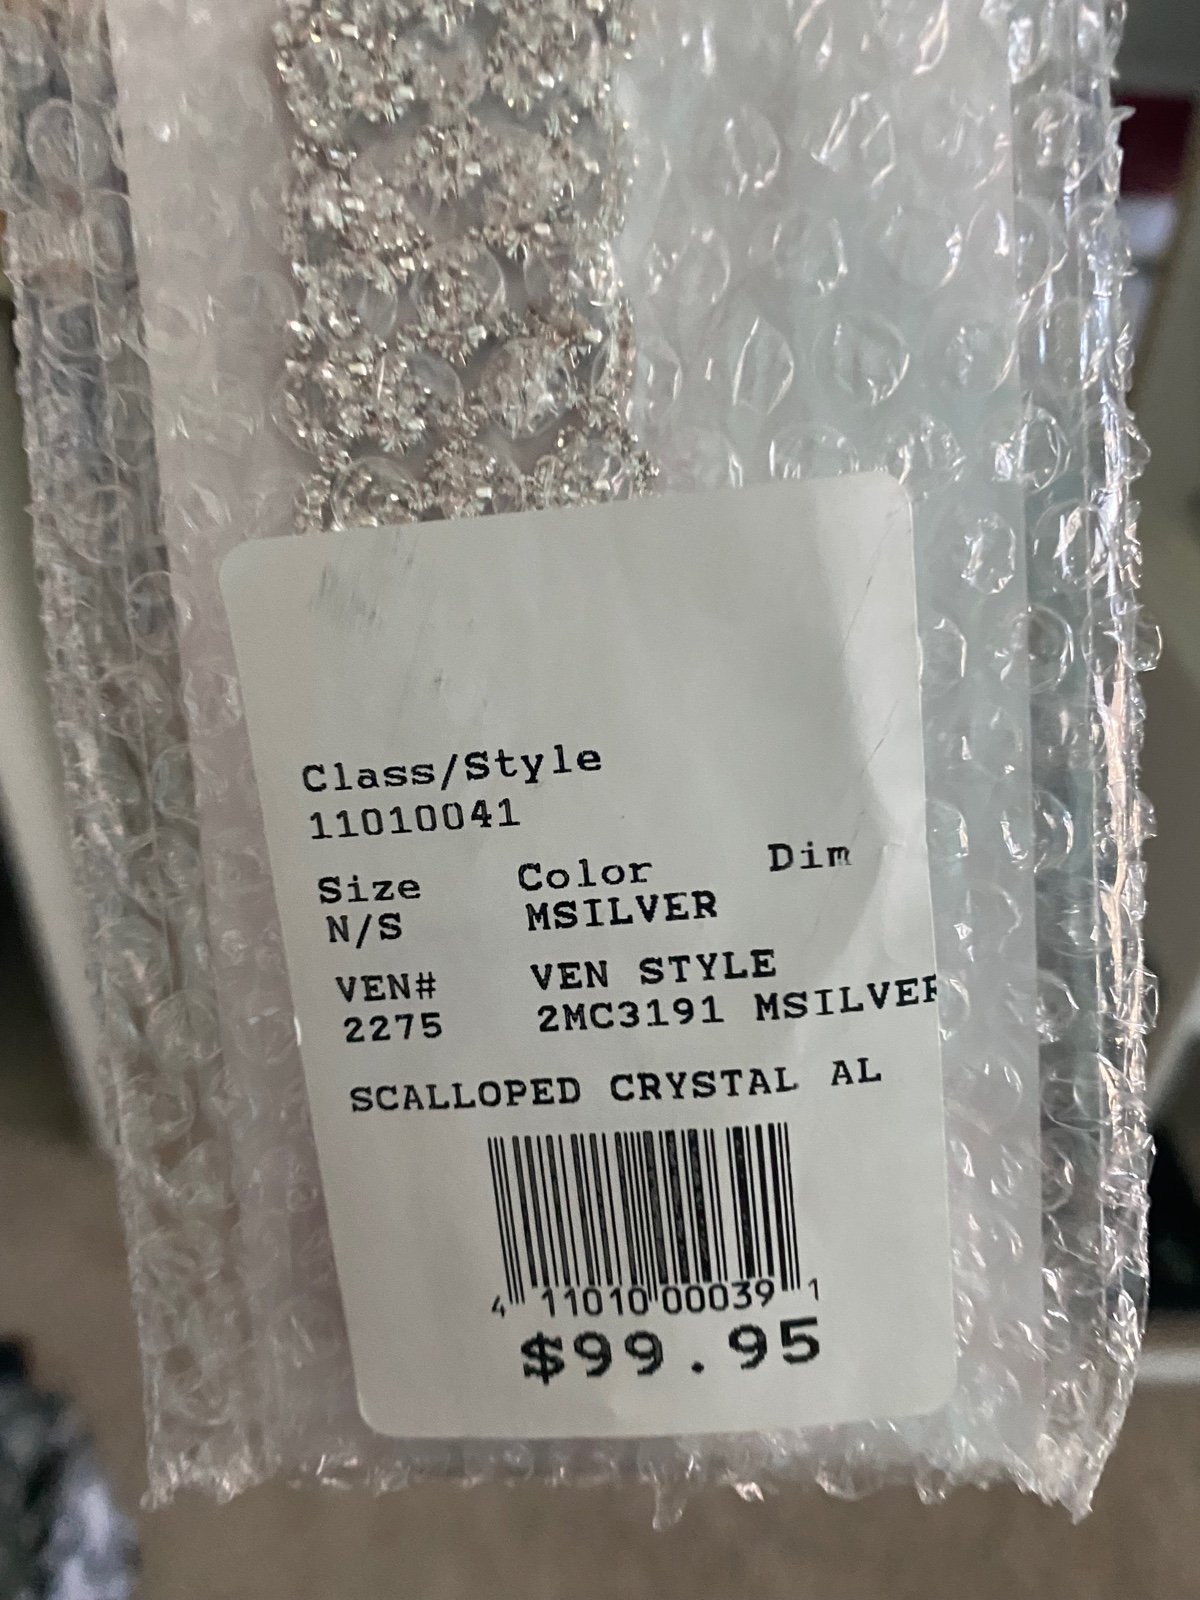 Class/Style
11010041
Size Color Dim
N/S MSILVER
VEN# VEN STYLE
2275 2MC3191 MSILVER
SCALLOPED CRYSTAL AL
4 11010 00039 1
$99.95